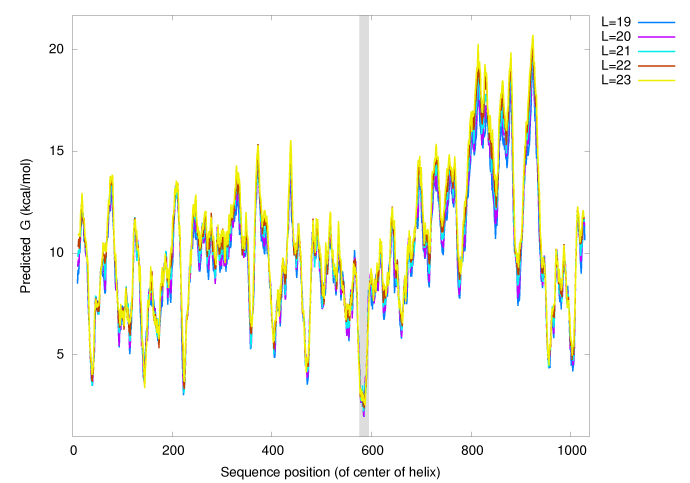 L=19
L=20
L=21
L=22
L=23
20
15
10
5
Predicted G (kcal/mol)
0
200
400
600
800
1000
Sequence position (of center of helix)